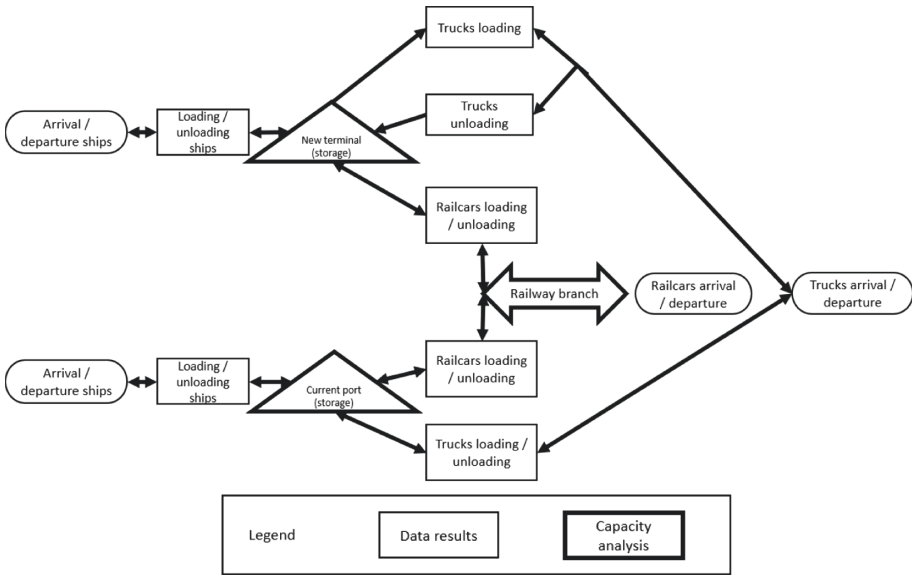 Trucks loading
Trucks
unloading
Arrival /
departure ships
Loading /
unloading
ships
New terminal
(storage)
Railcars loading
/ unloading
Railway branch
Railcars arrival
/ departure
Trucks arrival /
departure
Arrival /
departure ships
Loading /
unloading
ships
Current port
(storage)
Railcars loading
/ unloading
Trucks loading /
unloading
Legend
Data results
Capacity
analysis